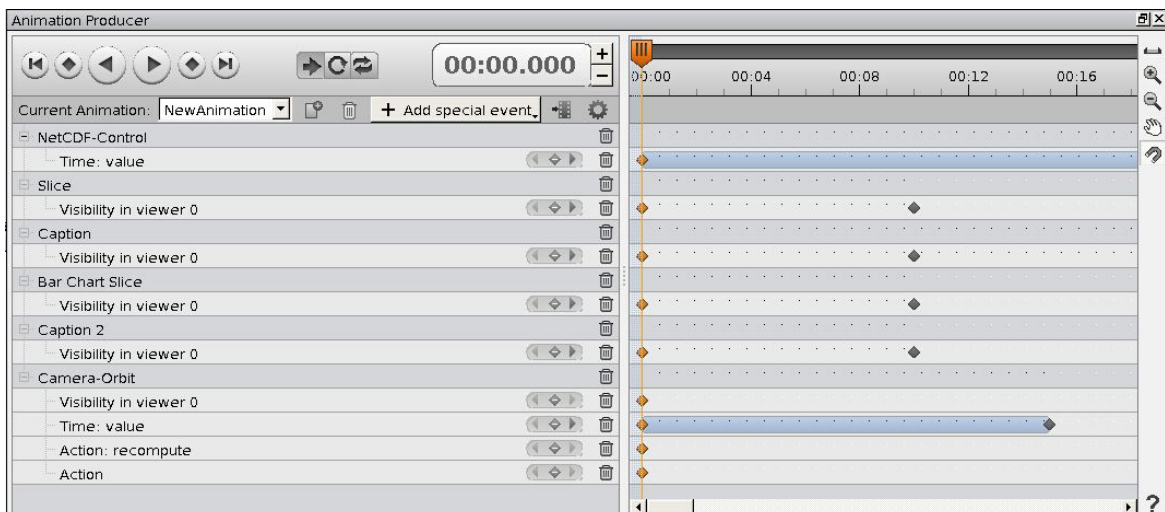 Animation Producer
00:00.000
+
−
00:00 00:04 00:08 00:12 00:16
Current Animation: NewAnimation + Add special event
NetCDF-Control
Time: value
Slice
Visibility in viewer 0
Caption
Visibility in viewer 0
Bar Chart Slice
Visibility in viewer 0
Caption 2
Visibility in viewer 0
Camera-Orbit
Visibility in viewer 0
Time: value
Action: recompute
Action
?